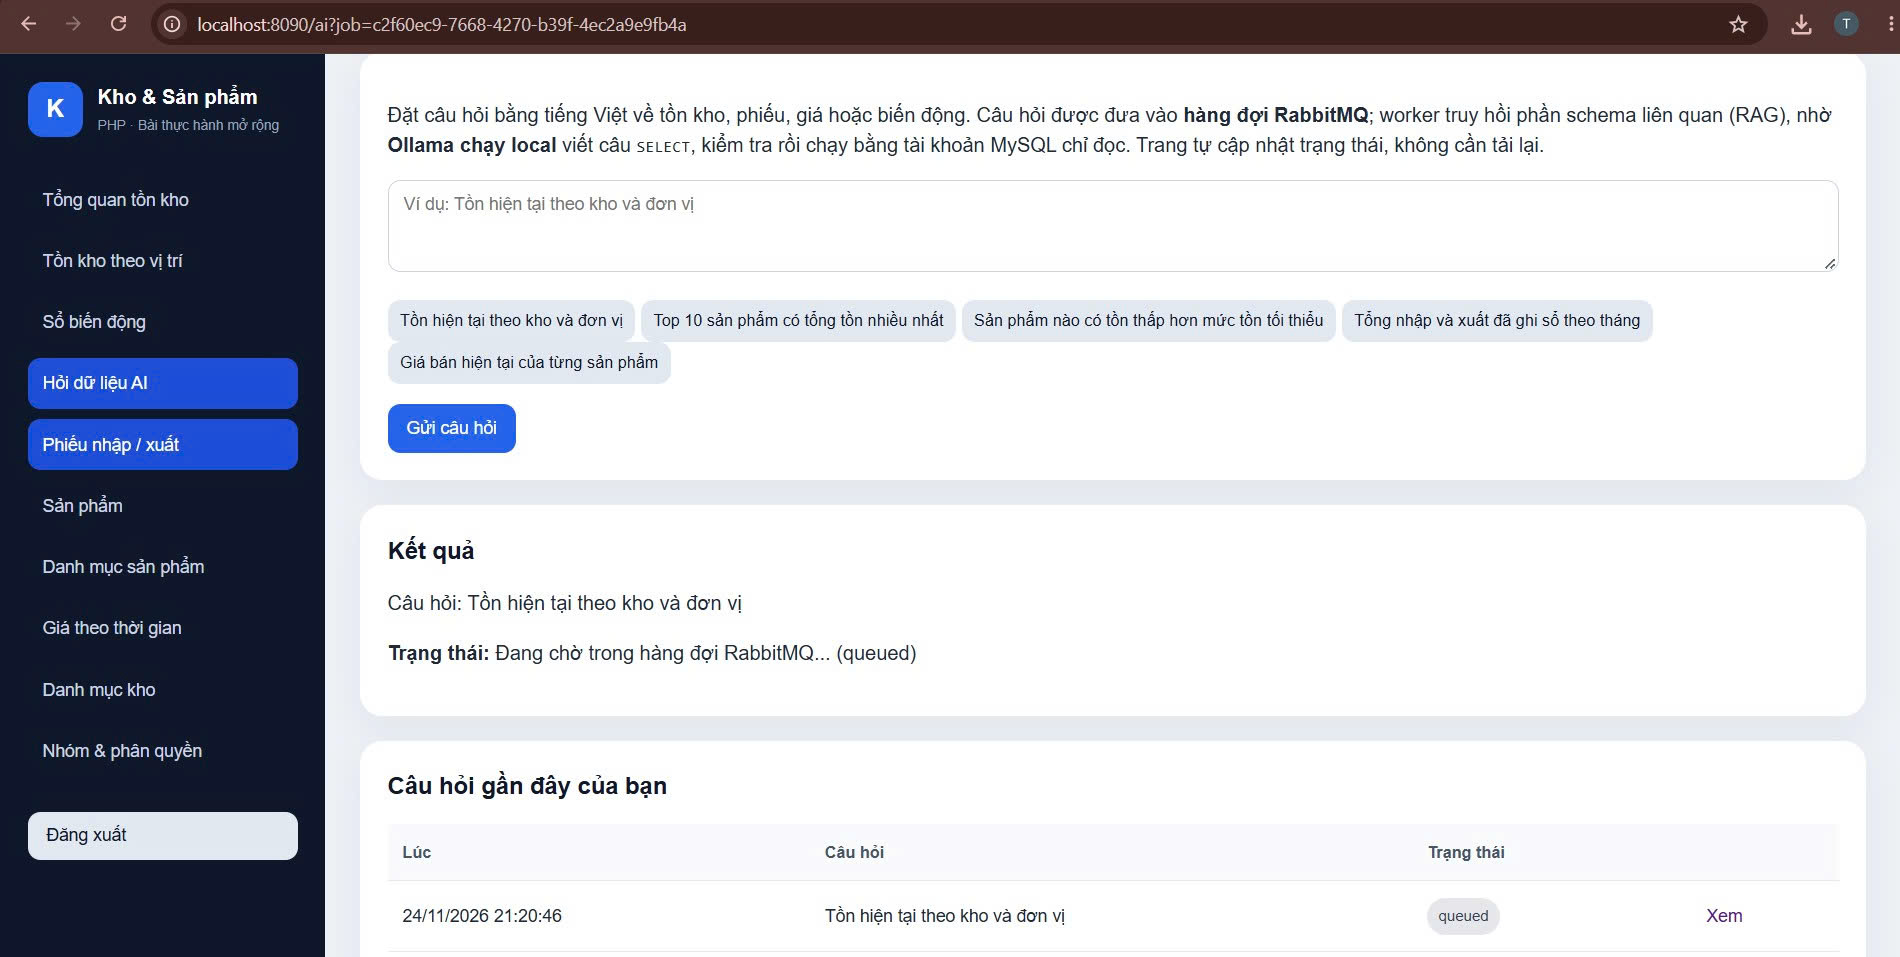 localhost:8090/ai?job=c2f60ec9-7668-4270-b39f-4ec2a9e9fb4a
T
K
Kho & Sản phẩm
PHP · Bài thực hành mở rộng
Tổng quan tồn kho
Tồn kho theo vị trí
Sổ biến động
Hỏi dữ liệu AI
Phiếu nhập / xuất
Sản phẩm
Danh mục sản phẩm
Giá theo thời gian
Danh mục kho
Nhóm & phân quyền
Đăng xuất
Đặt câu hỏi bằng tiếng Việt về tồn kho, phiếu, giá hoặc biến động. Câu hỏi được đưa vào hàng đợi RabbitMQ; worker truy hồi phần schema liên quan (RAG), nhờ
Ollama chạy local viết câu SELECT, kiểm tra rồi chạy bằng tài khoản MySQL chỉ đọc. Trang tự cập nhật trạng thái, không cần tải lại.
Ví dụ: Tồn hiện tại theo kho và đơn vị
Tồn hiện tại theo kho và đơn vị
Top 10 sản phẩm có tổng tồn nhiều nhất
Sản phẩm nào có tồn thấp hơn mức tồn tối thiểu
Tổng nhập và xuất đã ghi sổ theo tháng
Giá bán hiện tại của từng sản phẩm
Gửi câu hỏi
Kết quả
Câu hỏi: Tồn hiện tại theo kho và đơn vị
Trạng thái: Đang chờ trong hàng đợi RabbitMQ... (queued)
Câu hỏi gần đây của bạn
Lúc Câu hỏi Trạng thái
24/11/2026 21:20:46 Tồn hiện tại theo kho và đơn vị queued Xem